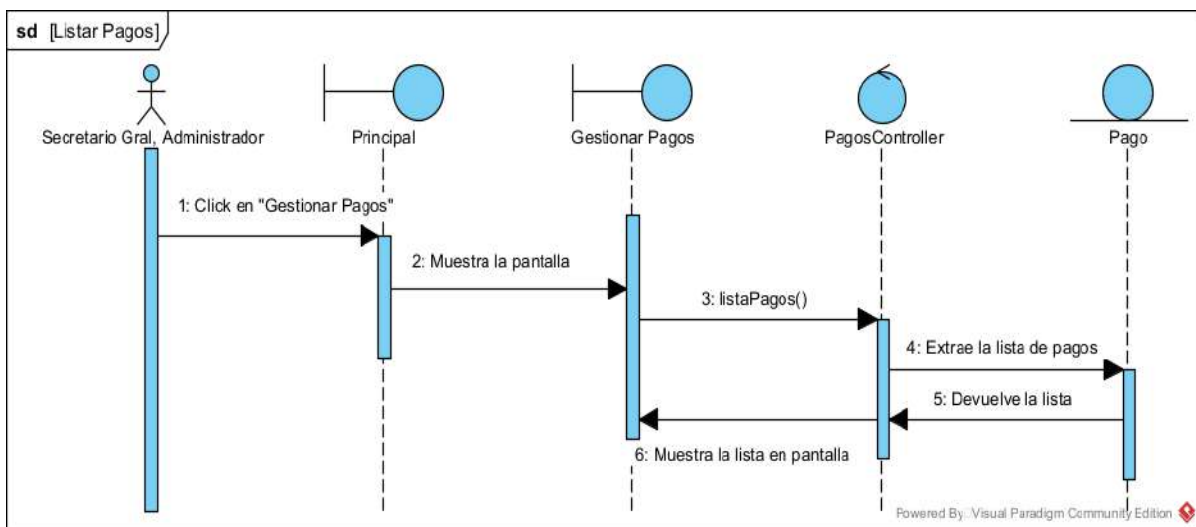 sd [Listar Pagos]
Secretario Gral, Administrador
Principal
Gestionar Pagos
PagosController
Pago
1: Click en "Gestionar Pagos"
2: Muestra la pantalla
3: listaPagos()
4: Extrae la lista de pagos
5: Devuelve la lista
6: Muestra la lista en pantalla
Powered By: Visual Paradigm Community Edition